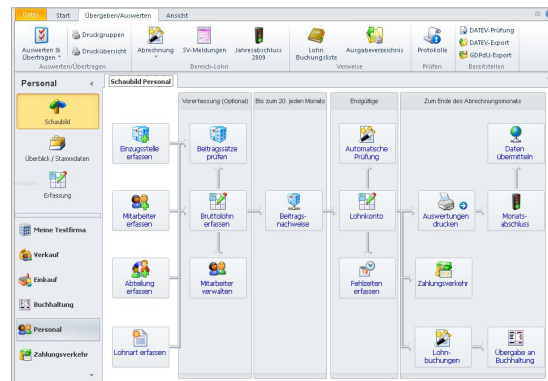 Datei
Start
Übergeben/Auswerten
Ansicht
Auswerten & Übertragen
Druckgruppen
Druckübersicht
Auswerten/Übertragen
Abrechnung
SV-Meldungen
Jahresabschluss
2009
Bereich-Lohn
Lohn
Buchungsliste
Ausgabeverzeichnis
Verweise
Protokolle
Prüfen
DATEV-Prüfung
DATEV-Export
GDPdU-Export
Bereitstellen
Personal
Schaubild
Überblick / Stammdaten
Erfassung
Meine Testfirma
Verkauf
Einkauf
Buchhaltung
Personal
Zahlungsverkehr
Schaubild Personal
Vorerfassung (Optional)
Bis zum 20. jeden Monats
Endgültige
Zum Ende des Abrechnungsmonats
Einzugsstelle
erfassen
Beitragssätze
prüfen
Automatische
Prüfung
Daten
übermitteln
Mitarbeiter
erfassen
Bruttolohn
erfassen
Beitrags-
nachweise
Lohnkonto
Auswertungen
drucken
Monats-
abschluss
Abteilung
erfassen
Mitarbeiter
verwalten
Fehlzeiten
erfassen
Zahlungsverkehr
Lohnart erfassen
Lohn-
buchungen
Übergabe an
Buchhaltung